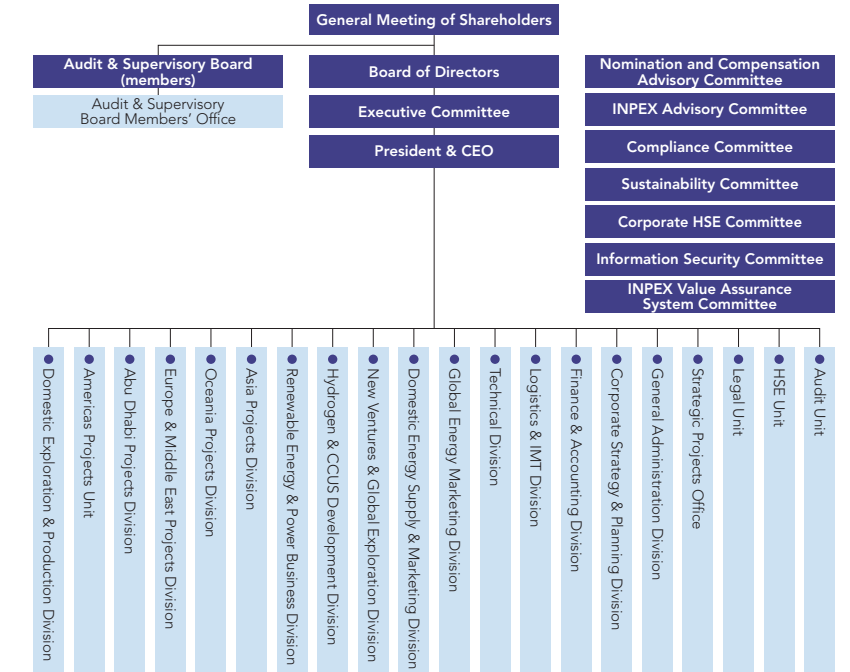 General Meeting of Shareholders
Audit & Supervisory Board
(members)
Audit & Supervisory
Board Members’ Office
Board of Directors
Executive Committee
President & CEO
Nomination and Compensation
Advisory Committee
INPEX Advisory Committee
Compliance Committee
Sustainability Committee
Corporate HSE Committee
Information Security Committee
INPEX Value Assurance
System Committee
Domestic Exploration & Production Division
Americas Projects Unit
Abu Dhabi Projects Division
Europe & Middle East Projects Division
Oceania Projects Division
Asia Projects Division
Renewable Energy & Power Business Division
Hydrogen & CCUS Development Division
New Ventures & Global Exploration Division
Domestic Energy Supply & Marketing Division
Global Energy Marketing Division
Technical Division
Logistics & IMT Division
Finance & Accounting Division
Corporate Strategy & Planning Division
General Administration Division
Strategic Projects Office
Legal Unit
HSE Unit
Audit Unit